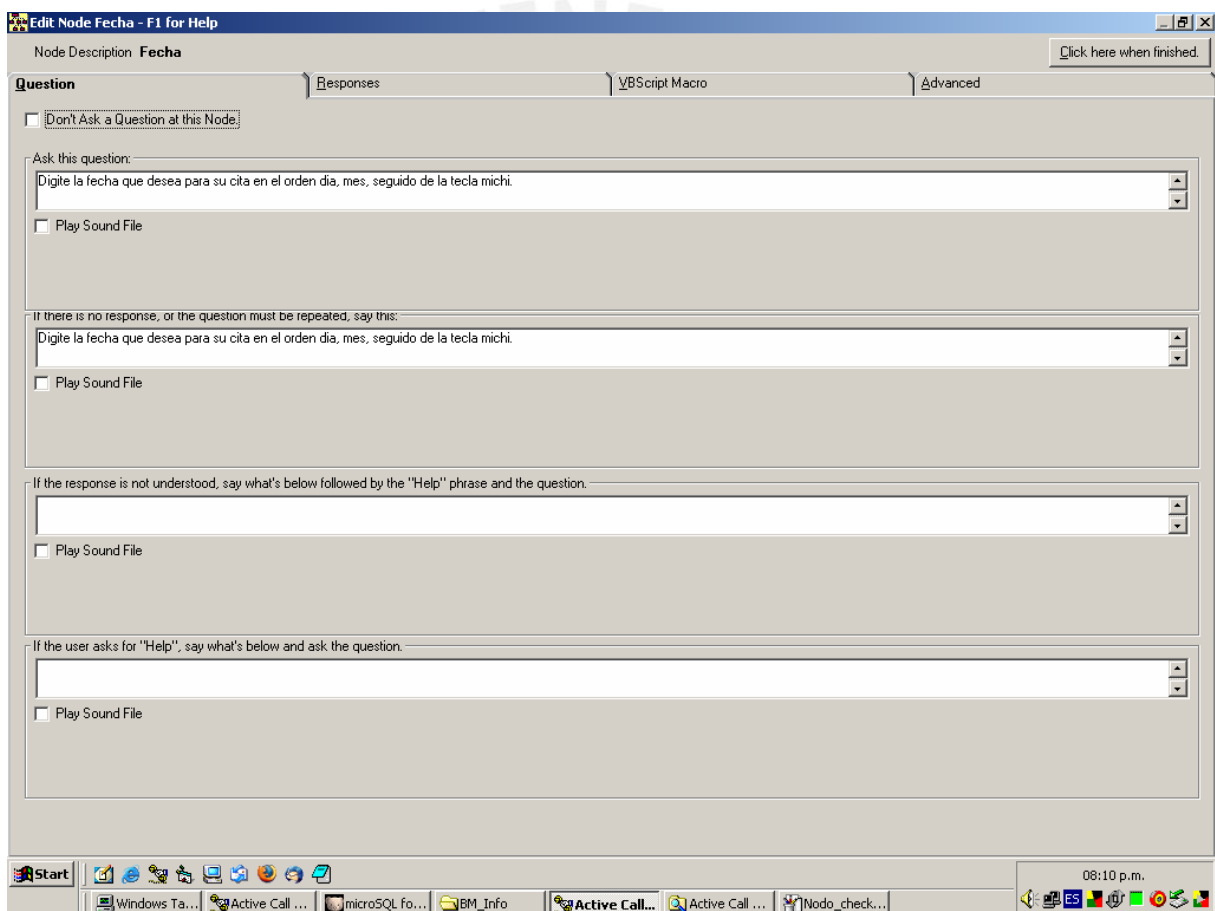 Edit Node Fecha - F1 for Help
Node Description Fecha
Click here when finished.
Question
Responses
VBScript Macro
Advanced
Don't Ask a Question at this Node.
Ask this question:
Digite la fecha que desea para su cita en el orden dia, mes, seguido de la tecla michi.
Play Sound File
If there is no response, or the question must be repeated, say this:
Digite la fecha que desea para su cita en el orden dia, mes, seguido de la tecla michi.
Play Sound File
If the response is not understood, say what's below followed by the "Help" phrase and the question.
Play Sound File
If the user asks for "Help", say what's below and ask the question.
Play Sound File
Start
08:10 p.m.
Windows Ta...
Active Call ...
microSQL fo...
BM_Info
Active Call...
Active Call ...
Nodo_check...
ES